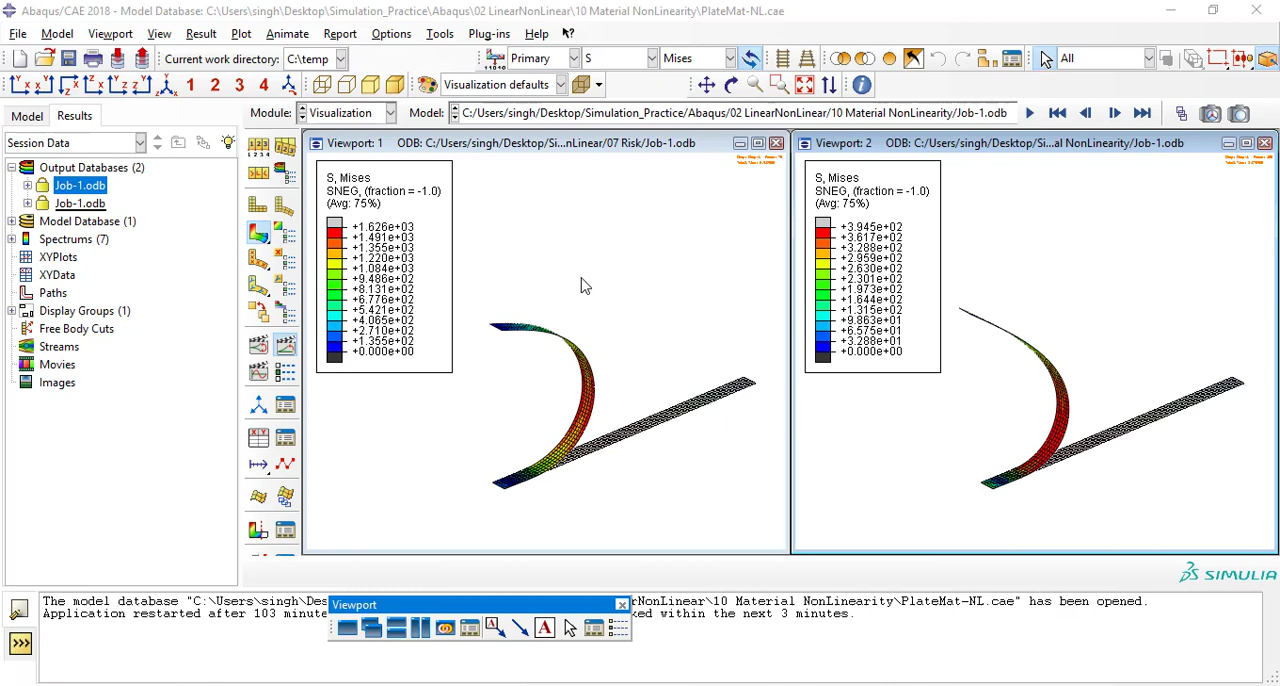 Abaqus/CAE 2018 - Model Database: C:\Users\singh\Desktop\Simulation_Practice\Abaqus\02 LinearNonLinear\10 Material NonLinearity\PlateMat-NL.cae
File Model Viewport View Result Plot Animate Report Options Tools Plug-ins Help
Current work directory: C:\temp Primary S Mises All
1 2 3 4 Visualization defaults
Model Results Module: Visualization Model: C:/Users/singh/Desktop/Simulation_Practice/Abaqus/02 LinearNonLinear/10 Material NonLinearity/Job-1.odb
Session Data
Output Databases (2)
Job-1.odb
Job-1.odb
Model Database (1)
Spectrums (7)
XYPlots
XYData
Paths
Display Groups (1)
Free Body Cuts
Streams
Movies
Images
Viewport: 1 ODB: C:/Users/singh/Desktop/Si...nLinear/07 Risk/Job-1.odb
S, Mises
SNEG, (fraction = -1.0)
(Avg: 75%)
+1.626e+03
+1.491e+03
+1.355e+03
+1.220e+03
+1.084e+03
+9.486e+02
+8.131e+02
+6.776e+02
+5.421e+02
+4.065e+02
+2.710e+02
+1.355e+02
+0.000e+00
Viewport: 2 ODB: C:/Users/singh/Desktop/Si...al NonLinearity/Job-1.odb
S, Mises
SNEG, (fraction = -1.0)
(Avg: 75%)
+3.945e+02
+3.617e+02
+3.288e+02
+2.959e+02
+2.630e+02
+2.301e+02
+1.973e+02
+1.644e+02
+1.315e+02
+9.863e+01
+6.575e+01
+3.288e+01
+0.000e+00
SIMULIA
The model database "C:\Users\singh\Des
NonLinear\10 Material NonLinearity\PlateMat-NL.cae" has been opened.
Application restarted after 103 minute
ked within the next 3 minutes.
Viewport
A A
>>>